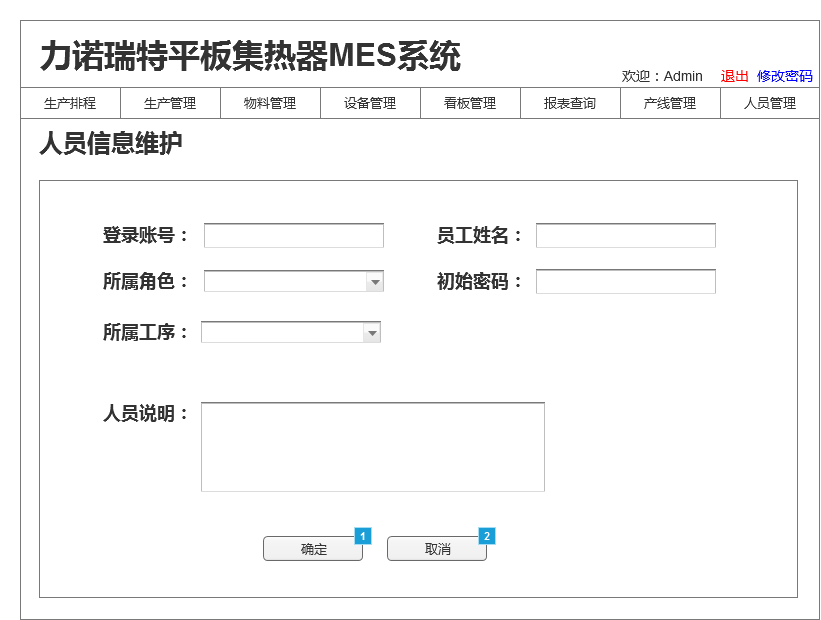 力诺瑞特平板集热器MES系统
欢迎：Admin 退出 修改密码
生产排程 生产管理 物料管理 设备管理 看板管理 报表查询 产线管理 人员管理
人员信息维护
登录账号： 员工姓名：
所属角色： 初始密码：
所属工序：
人员说明：
确定 1 取消 2